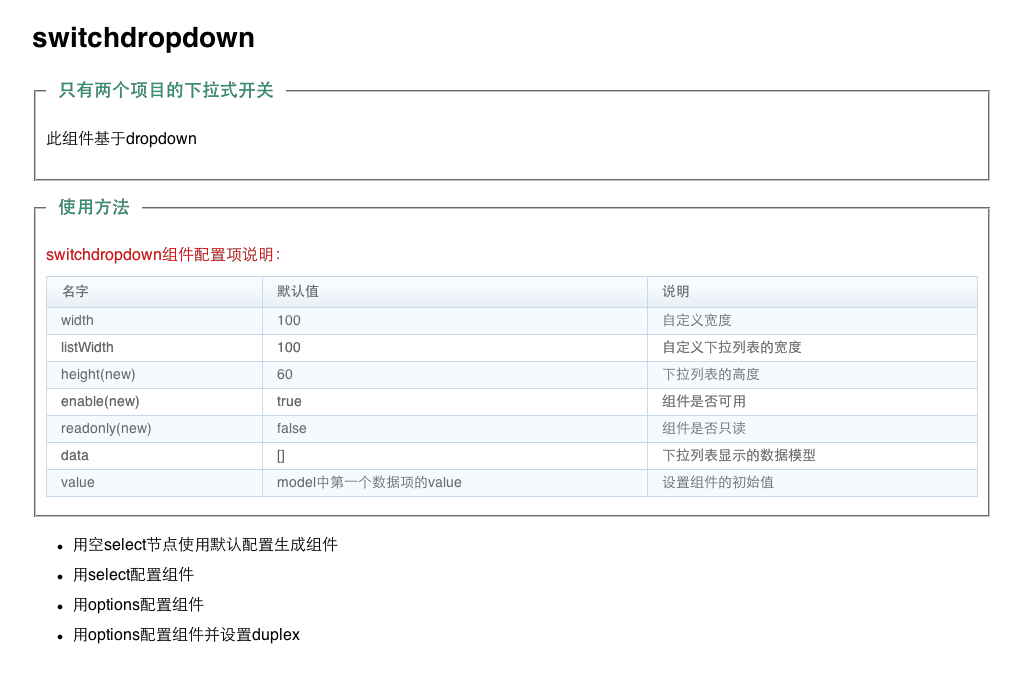 switchdropdown
只有两个项目的下拉式开关
此组件基于dropdown
使用方法
switchdropdown组件配置项说明：
名字 默认值 说明
width 100 自定义宽度
listWidth 100 自定义下拉列表的宽度
height(new) 60 下拉列表的高度
enable(new) true 组件是否可用
readonly(new) false 组件是否只读
data [] 下拉列表显示的数据模型
value model中第一个数据项的value 设置组件的初始值
用空select节点使用默认配置生成组件
用select配置组件
用options配置组件
用options配置组件并设置duplex